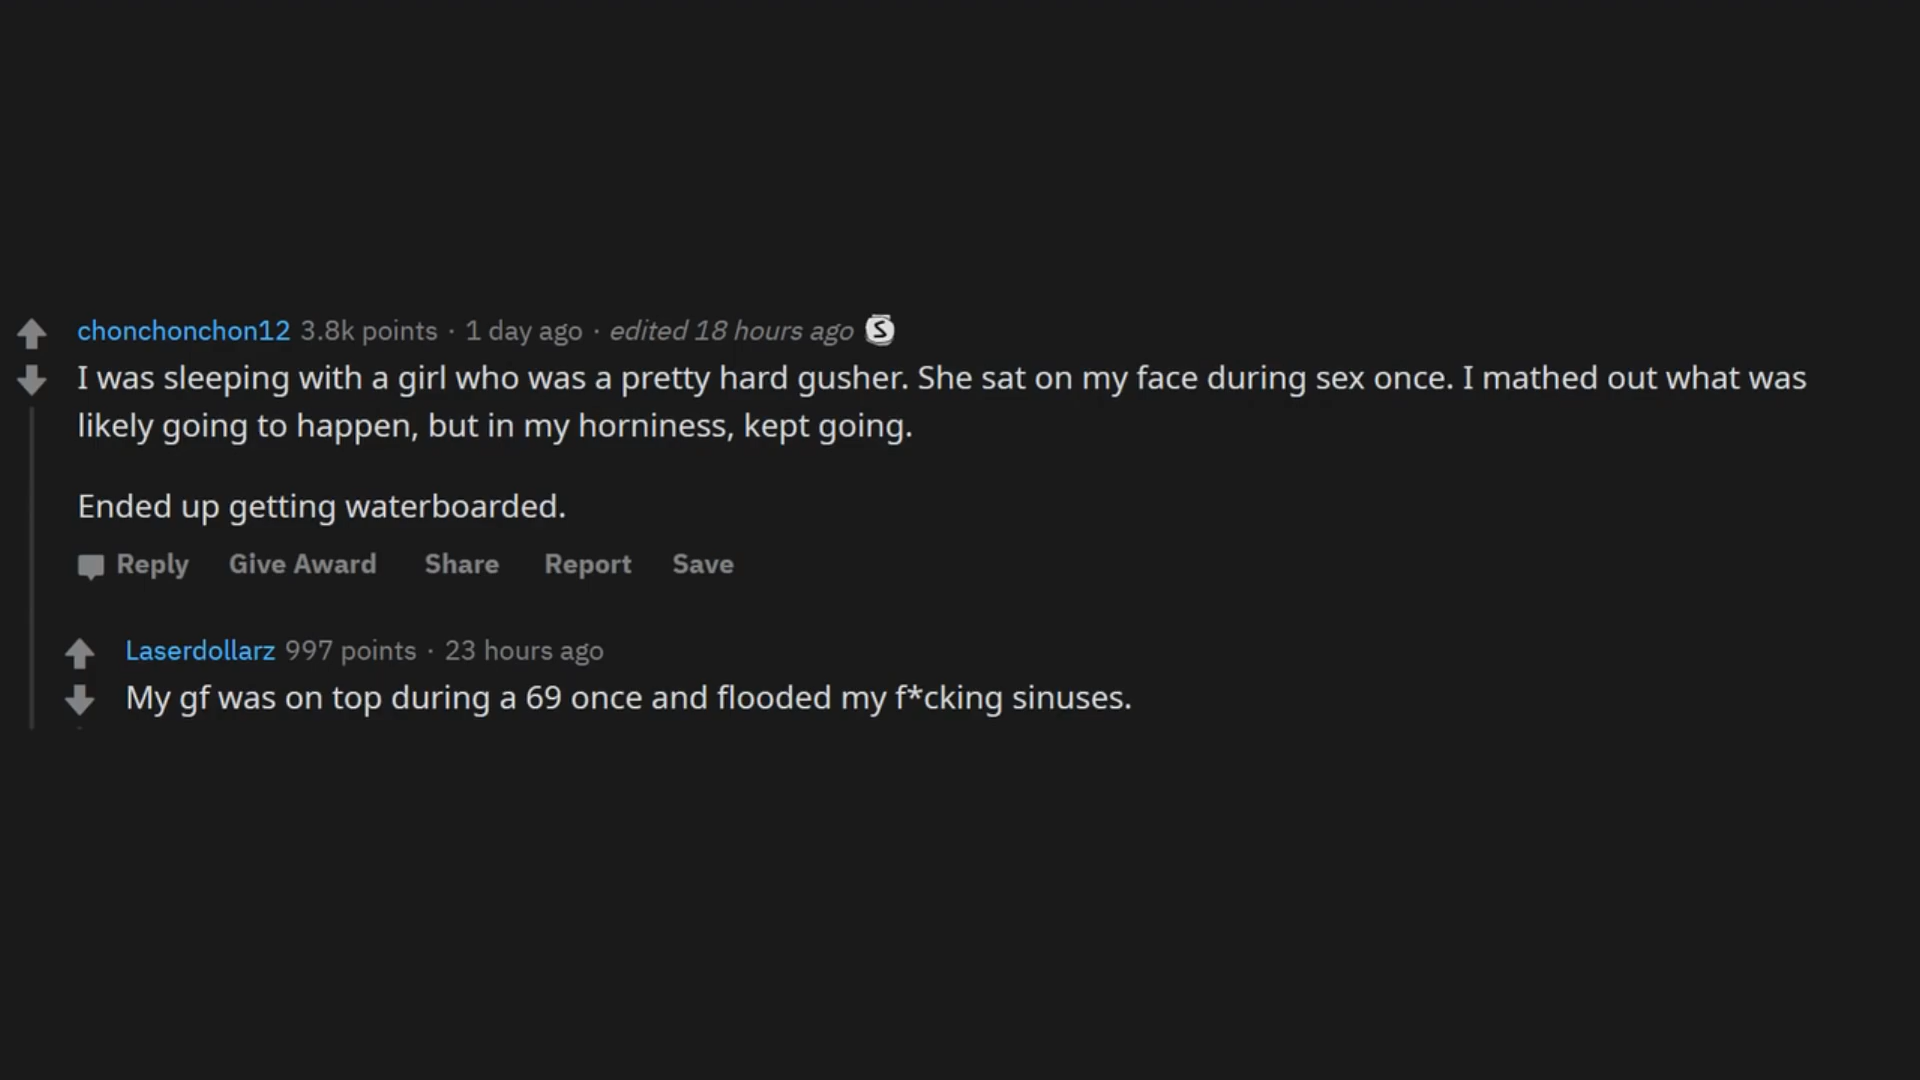 chonchonchon12 3.8k points · 1 day ago · edited 18 hours ago S
I was sleeping with a girl who was a pretty hard gusher. She sat on my face during sex once. I mathed out what was
likely going to happen, but in my horniness, kept going.
Ended up getting waterboarded.
Reply Give Award Share Report Save
Laserdollarz 997 points · 23 hours ago
My gf was on top during a 69 once and flooded my f*cking sinuses.